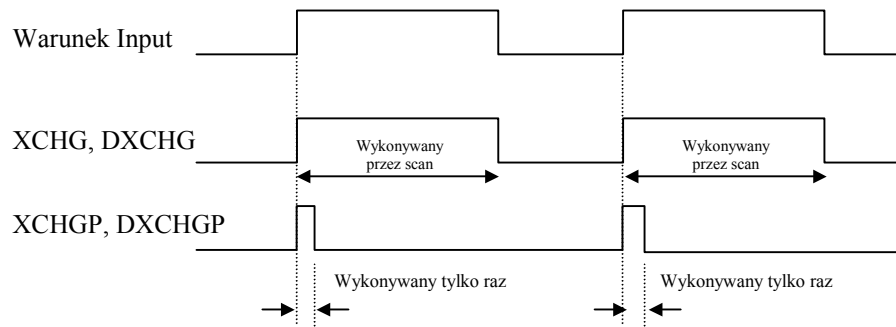 Warunek Input
XCHG, DXCHG
Wykonywany
przez scan
Wykonywany
przez scan
XCHGP, DXCHGP
Wykonywany tylko raz
Wykonywany tylko raz